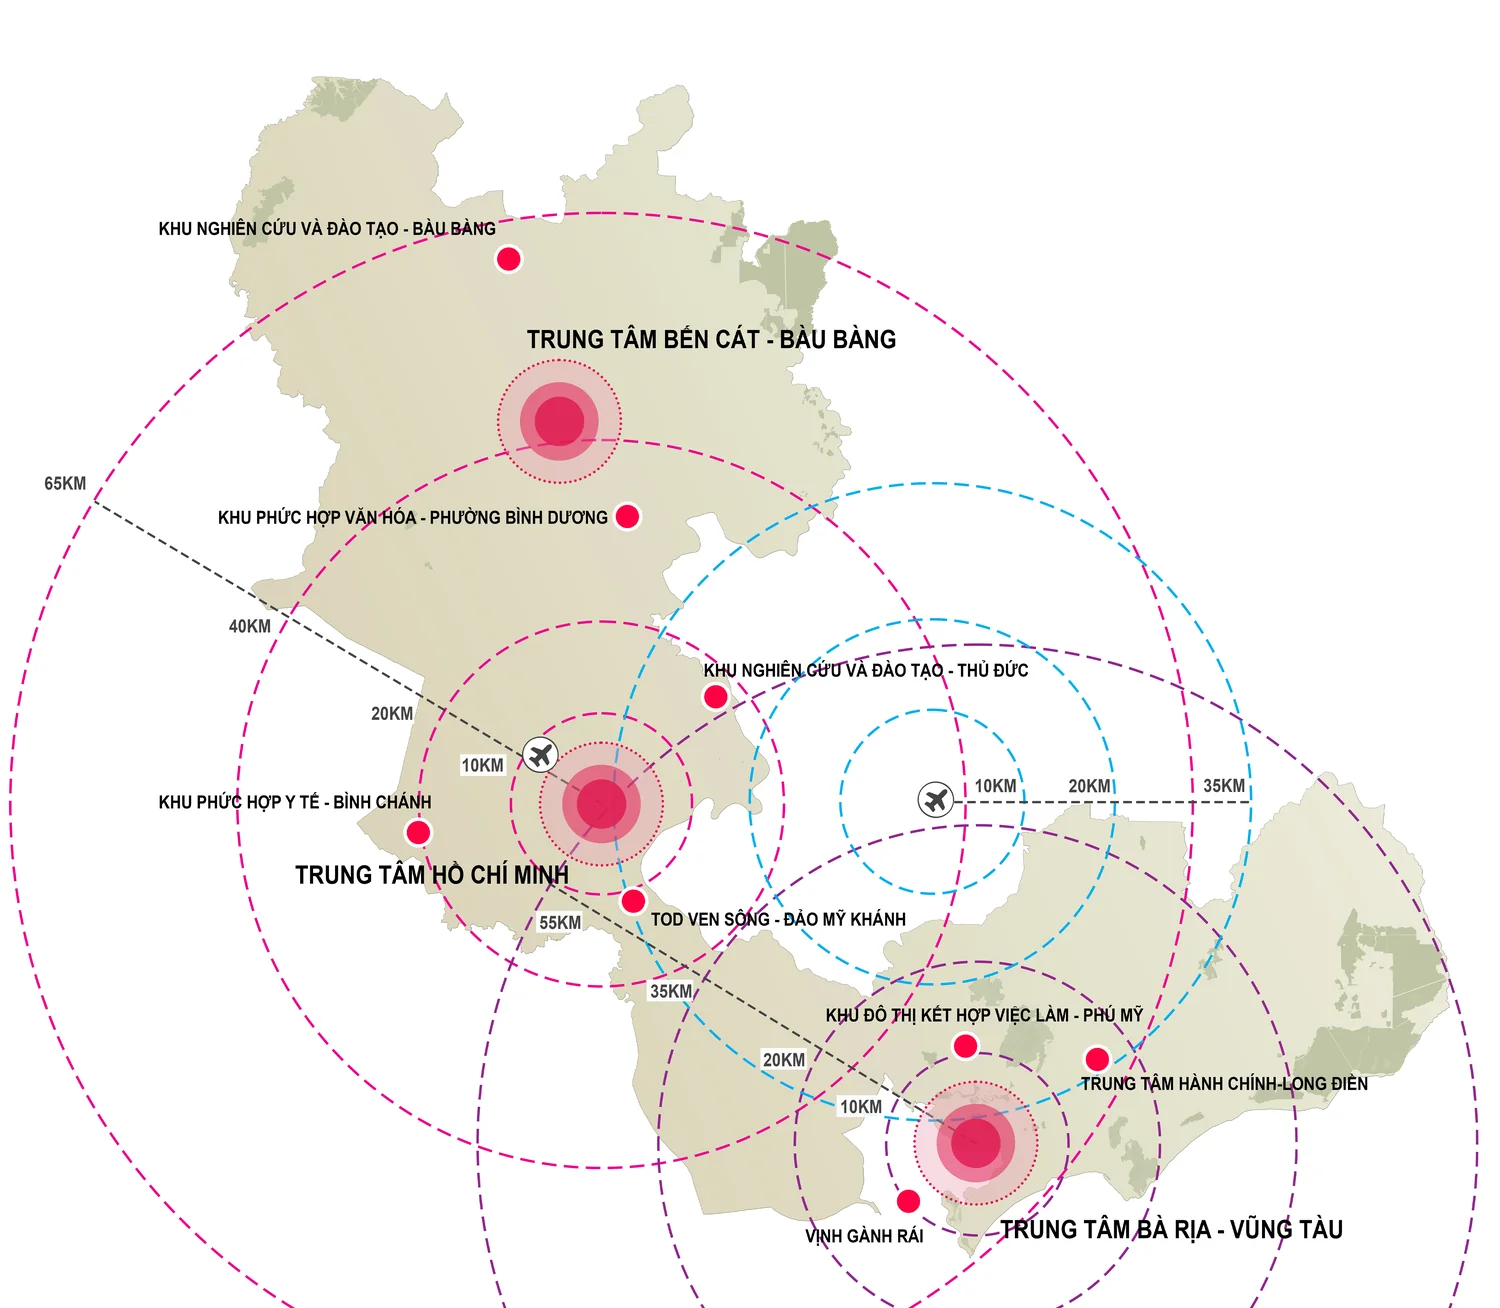 KHU NGHIÊN CỨU VÀ ĐÀO TẠO - BÀU BÀNG
TRUNG TÂM BẾN CÁT - BÀU BÀNG
65KM
KHU PHỨC HỢP VĂN HÓA - PHƯỜNG BÌNH DƯƠNG
40KM
KHU NGHIÊN CỨU VÀ ĐÀO TẠO - THỦ ĐỨC
20KM
10KM
10KM
20KM
35KM
KHU PHỨC HỢP Y TẾ - BÌNH CHÁNH
TRUNG TÂM HỒ CHÍ MINH
55KM
TOD VEN SÔNG - ĐẢO MỸ KHÁNH
35KM
KHU ĐÔ THỊ KẾT HỢP VIỆC LÀM - PHÚ MỸ
20KM
TRUNG TÂM HÀNH CHÍNH-LONG ĐIỀN
10KM
TRUNG TÂM BÀ RỊA - VŨNG TÀU
VỊNH GÀNH RÁI